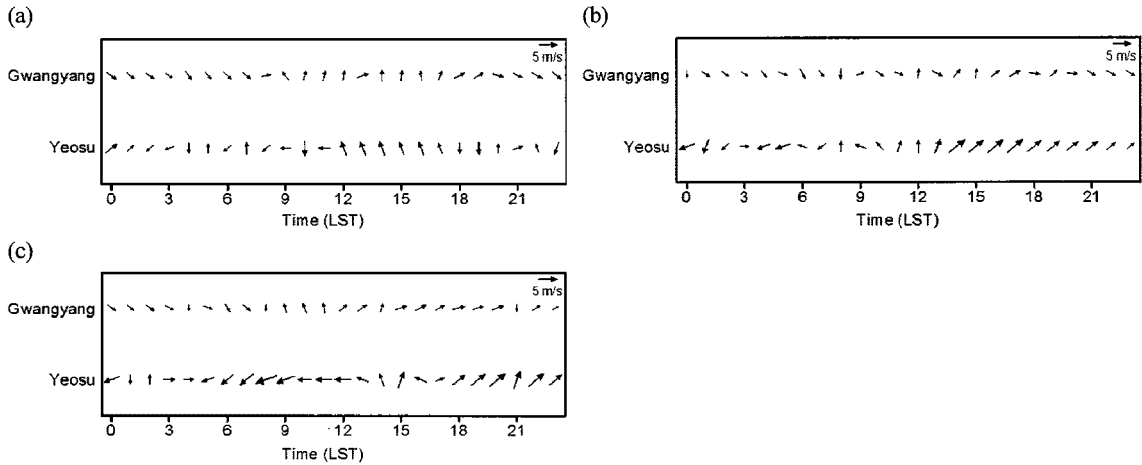 (a)
5 m/s
Gwangyang
Yeosu
0 3 6 9 12 15 18 21
Time (LST)
(b)
5 m/s
Gwangyang
Yeosu
0 3 6 9 12 15 18 21
Time (LST)
(c)
5 m/s
Gwangyang
Yeosu
0 3 6 9 12 15 18 21
Time (LST)